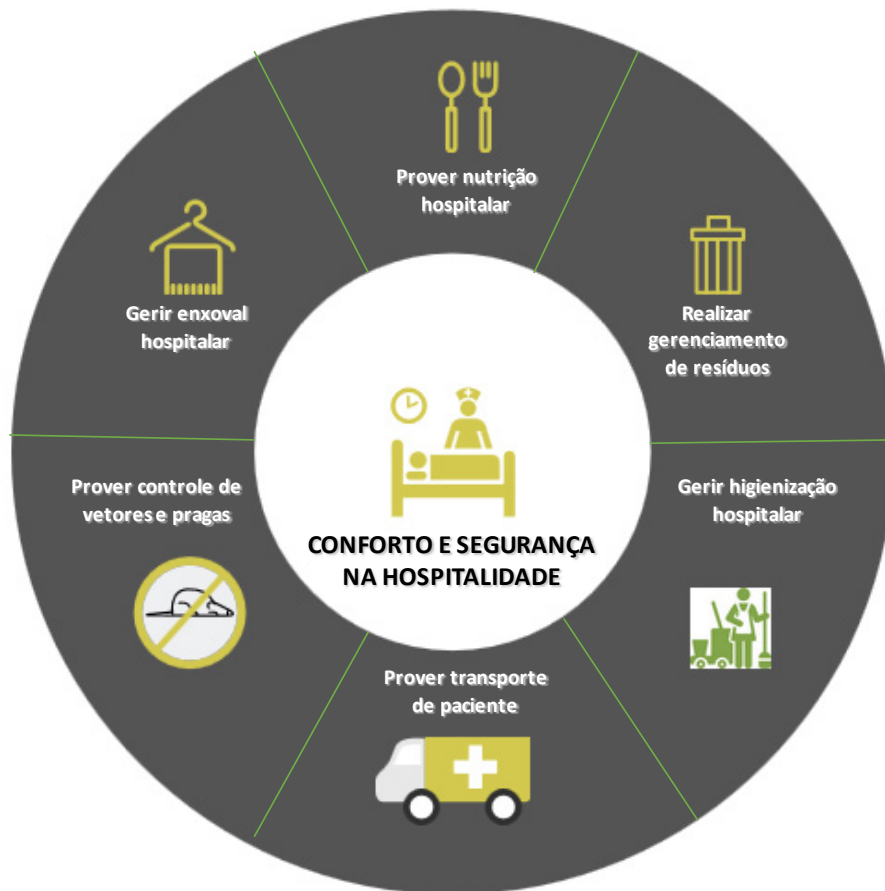 Prover nutrição
hospitalar
Realizar
gerenciamento
de resíduos
Gerir higienização
hospitalar
Prover transporte
de paciente
Prover controle de
vetores e pragas
Gerir enxoval
hospitalar
CONFORTO E SEGURANÇA
NA HOSPITALIDADE